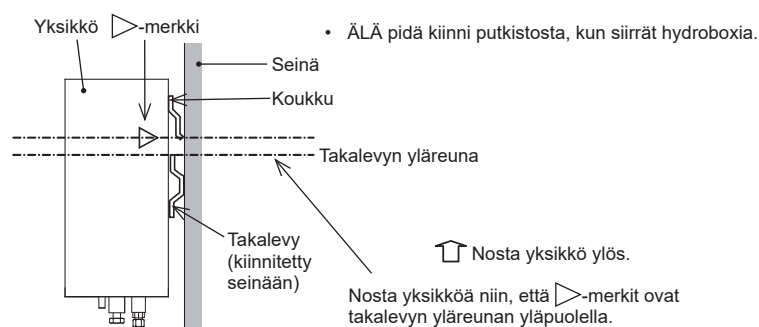 Yksikkö ▷-merkki
• ÄLÄ pidä kiinni putkistosta, kun siirrät hydroboxia.
Seinä
Koukku
Takalevyn yläreuna
Takalevy
(kiinnitetty
seinään)
⇧ Nosta yksikkö ylös.
Nosta yksikköä niin, että ▷-merkit ovat
takalevyn yläreunan yläpuolella.